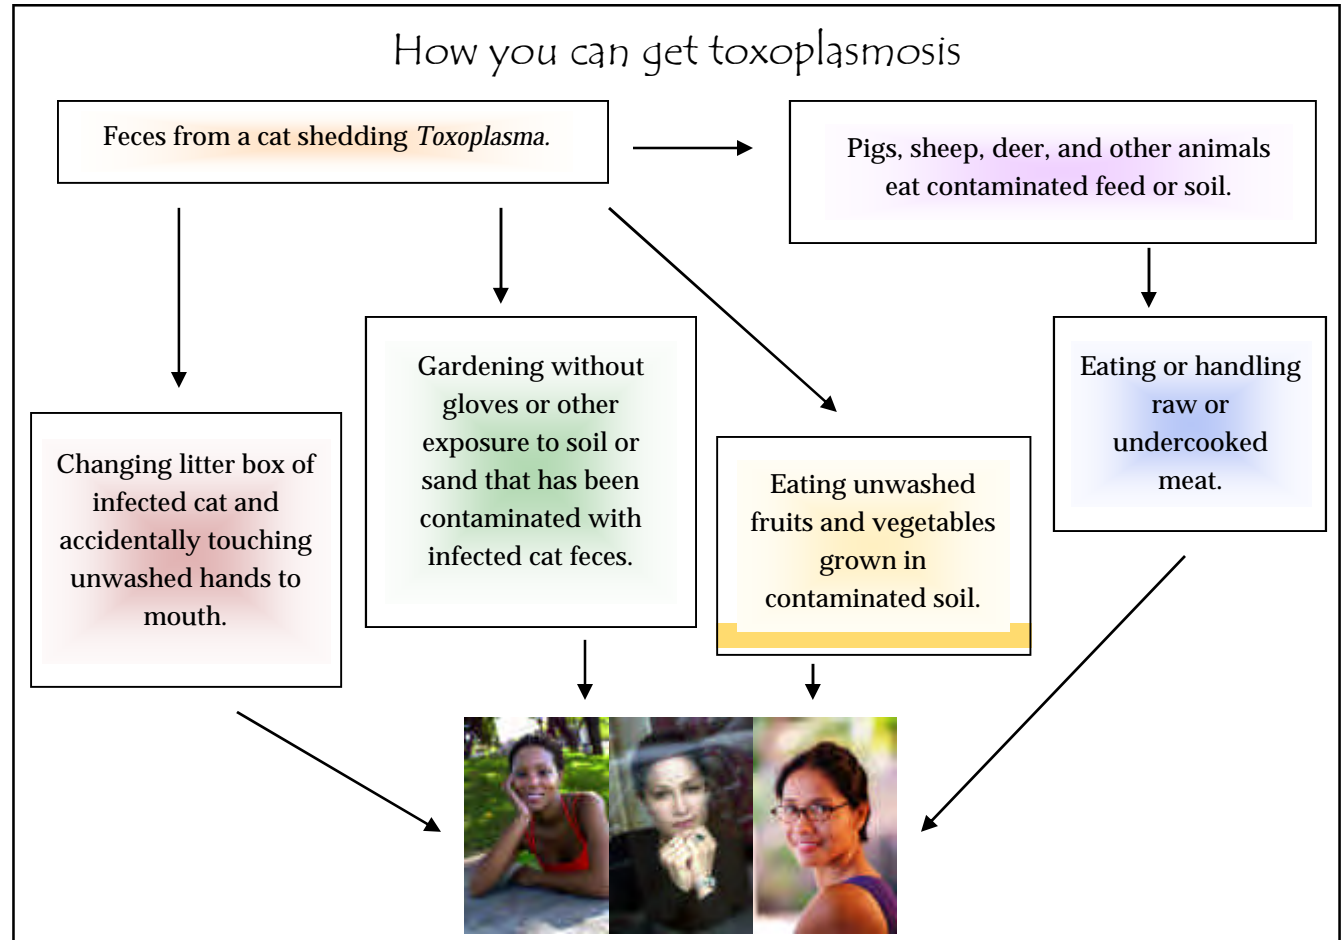 How you can get toxoplasmosis
Feces from a cat shedding Toxoplasma.
Pigs, sheep, deer, and other animals
eat contaminated feed or soil.
Changing litter box of
infected cat and
accidentally touching
unwashed hands to
mouth.
Gardening without
gloves or other
exposure to soil or
sand that has been
contaminated with
infected cat feces.
Eating unwashed
fruits and vegetables
grown in
contaminated soil.
Eating or handling
raw or
undercooked
meat.